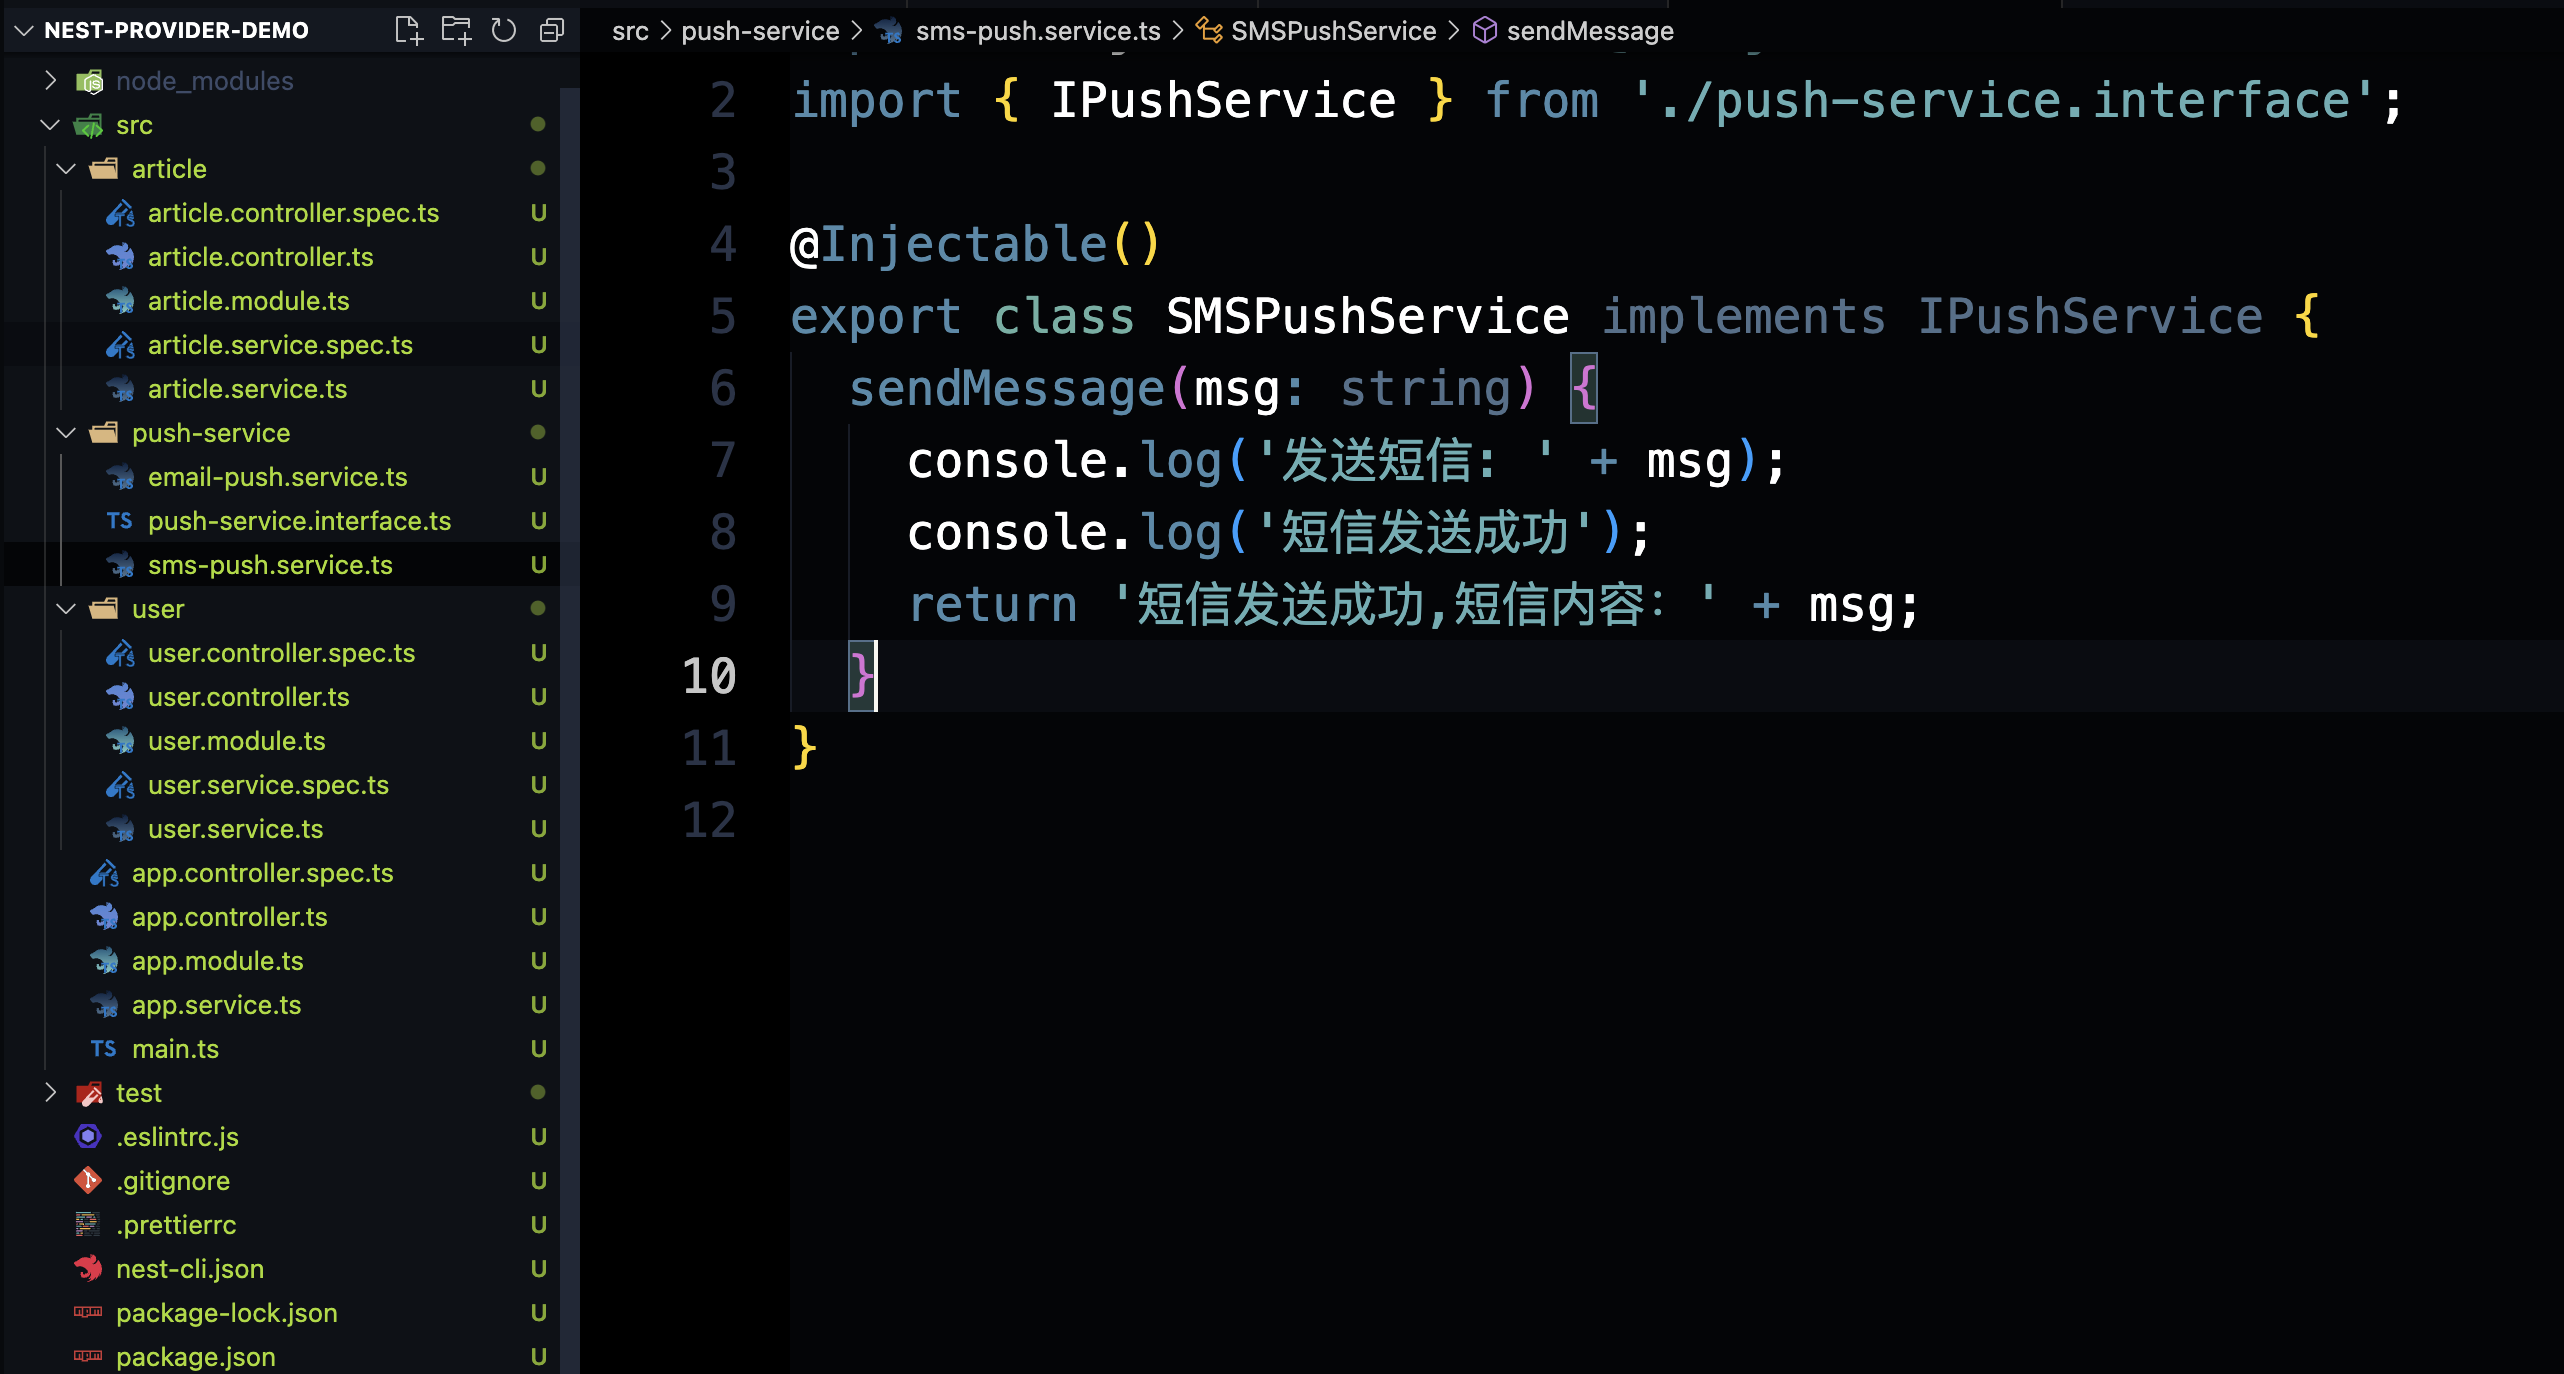 NEST-PROVIDER-DEMO
node_modules
src
article
article.controller.spec.ts U
article.controller.ts U
article.module.ts U
article.service.spec.ts U
article.service.ts U
push-service
email-push.service.ts U
TS push-service.interface.ts U
sms-push.service.ts U
user
user.controller.spec.ts U
user.controller.ts U
user.module.ts U
user.service.spec.ts U
user.service.ts U
app.controller.spec.ts U
app.controller.ts U
app.module.ts U
app.service.ts U
TS main.ts U
test
.eslintrc.js U
.gitignore U
.prettierrc U
nest-cli.json U
package-lock.json U
package.json U
src > push-service > sms-push.service.ts > SMSPushService > sendMessage
2 import { IPushService } from './push-service.interface';
3
4 @Injectable()
5 export class SMSPushService implements IPushService {
6 sendMessage(msg: string) {
7 console.log('发送短信: ' + msg);
8 console.log('短信发送成功');
9 return '短信发送成功,短信内容: ' + msg;
10 }
11 }
12